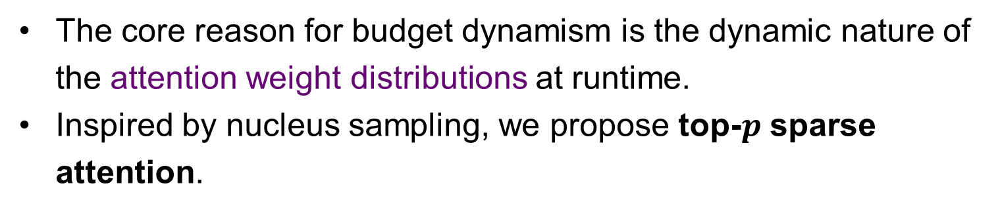 • The core reason for budget dynamism is the dynamic nature of
the attention weight distributions at runtime.
• Inspired by nucleus sampling, we propose top-p sparse
attention.